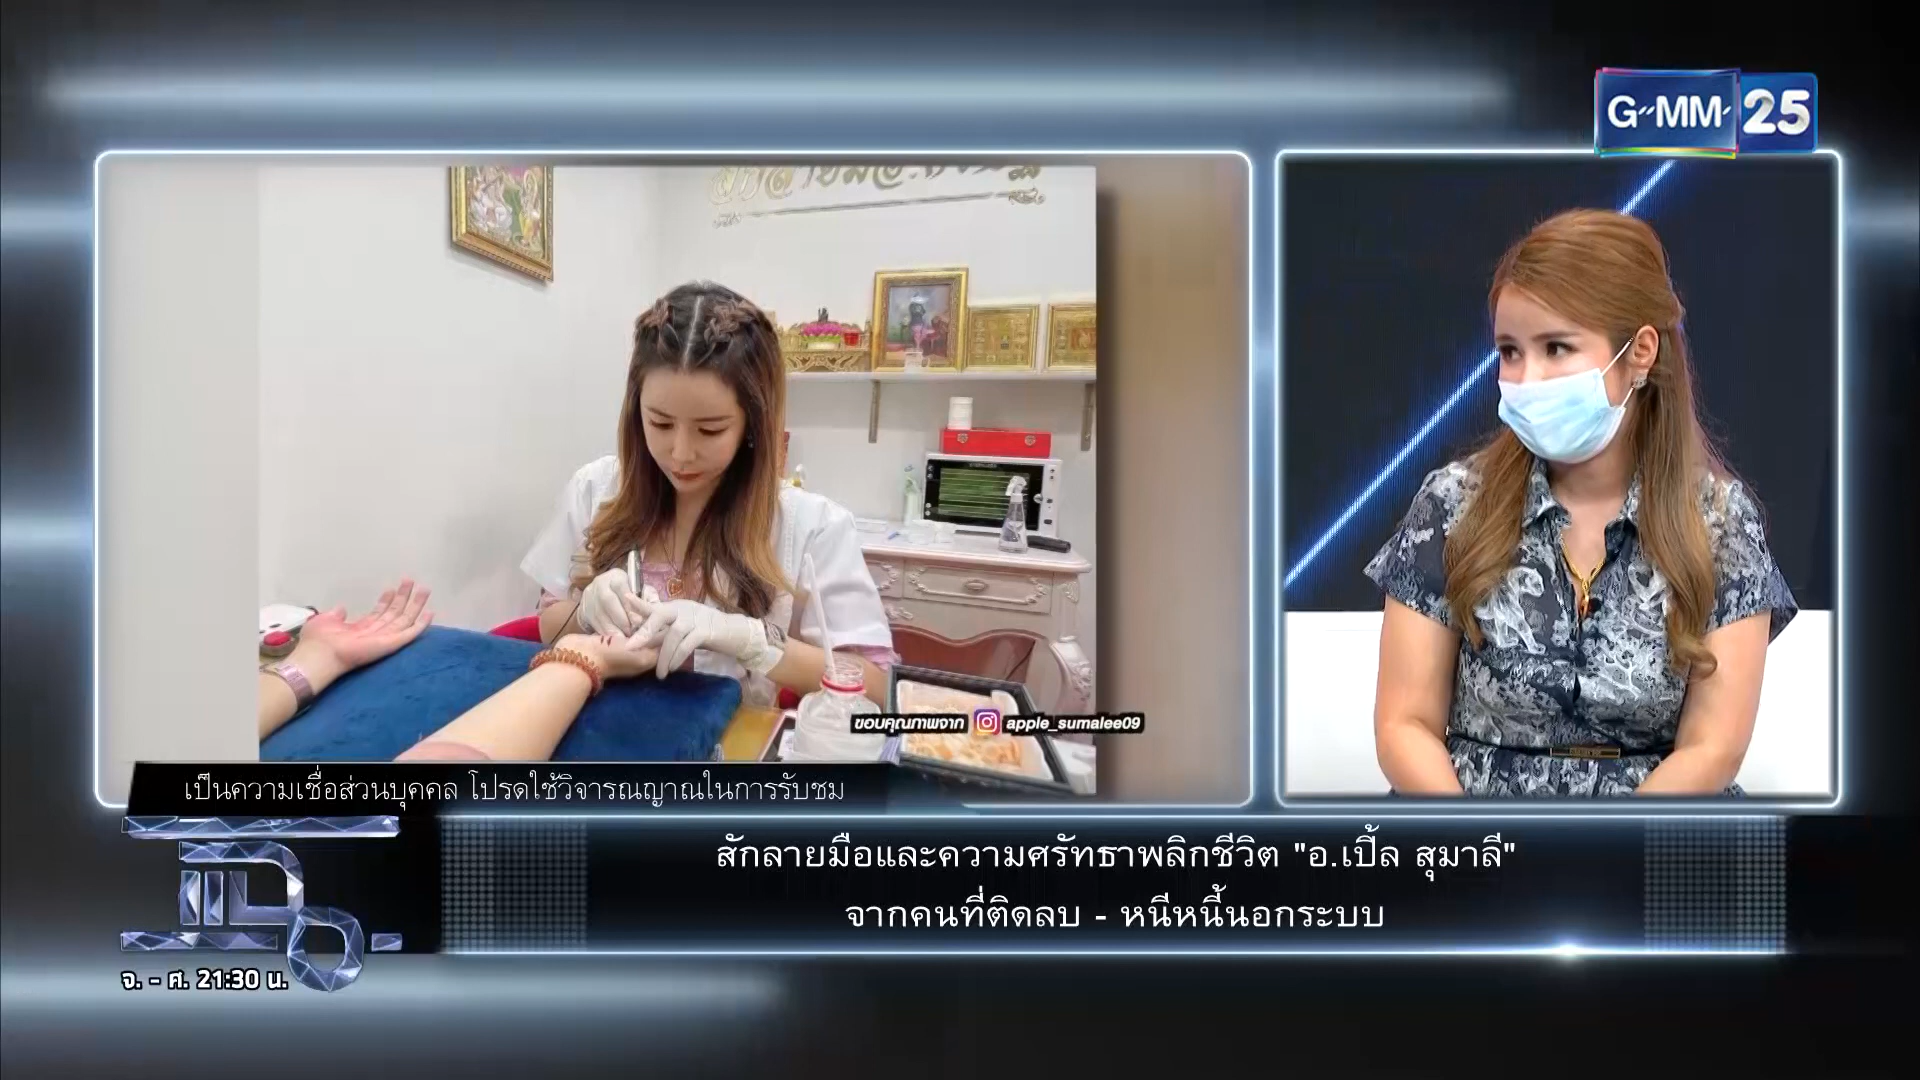 G"MM' 25
ขอบคุณภาพจาก apple_sumalee09
เป็นความเชื่อส่วนบุคคล โปรดใช้วิจารณญาณในการรับชม
แฉ
สักลายมือและความศรัทธาพลิกชีวิต "อ.เปิ้ล สุมาลี"
จากคนที่ติดลบ - หนีหนี้นอกระบบ
จ. - ศ. 21:30 น.